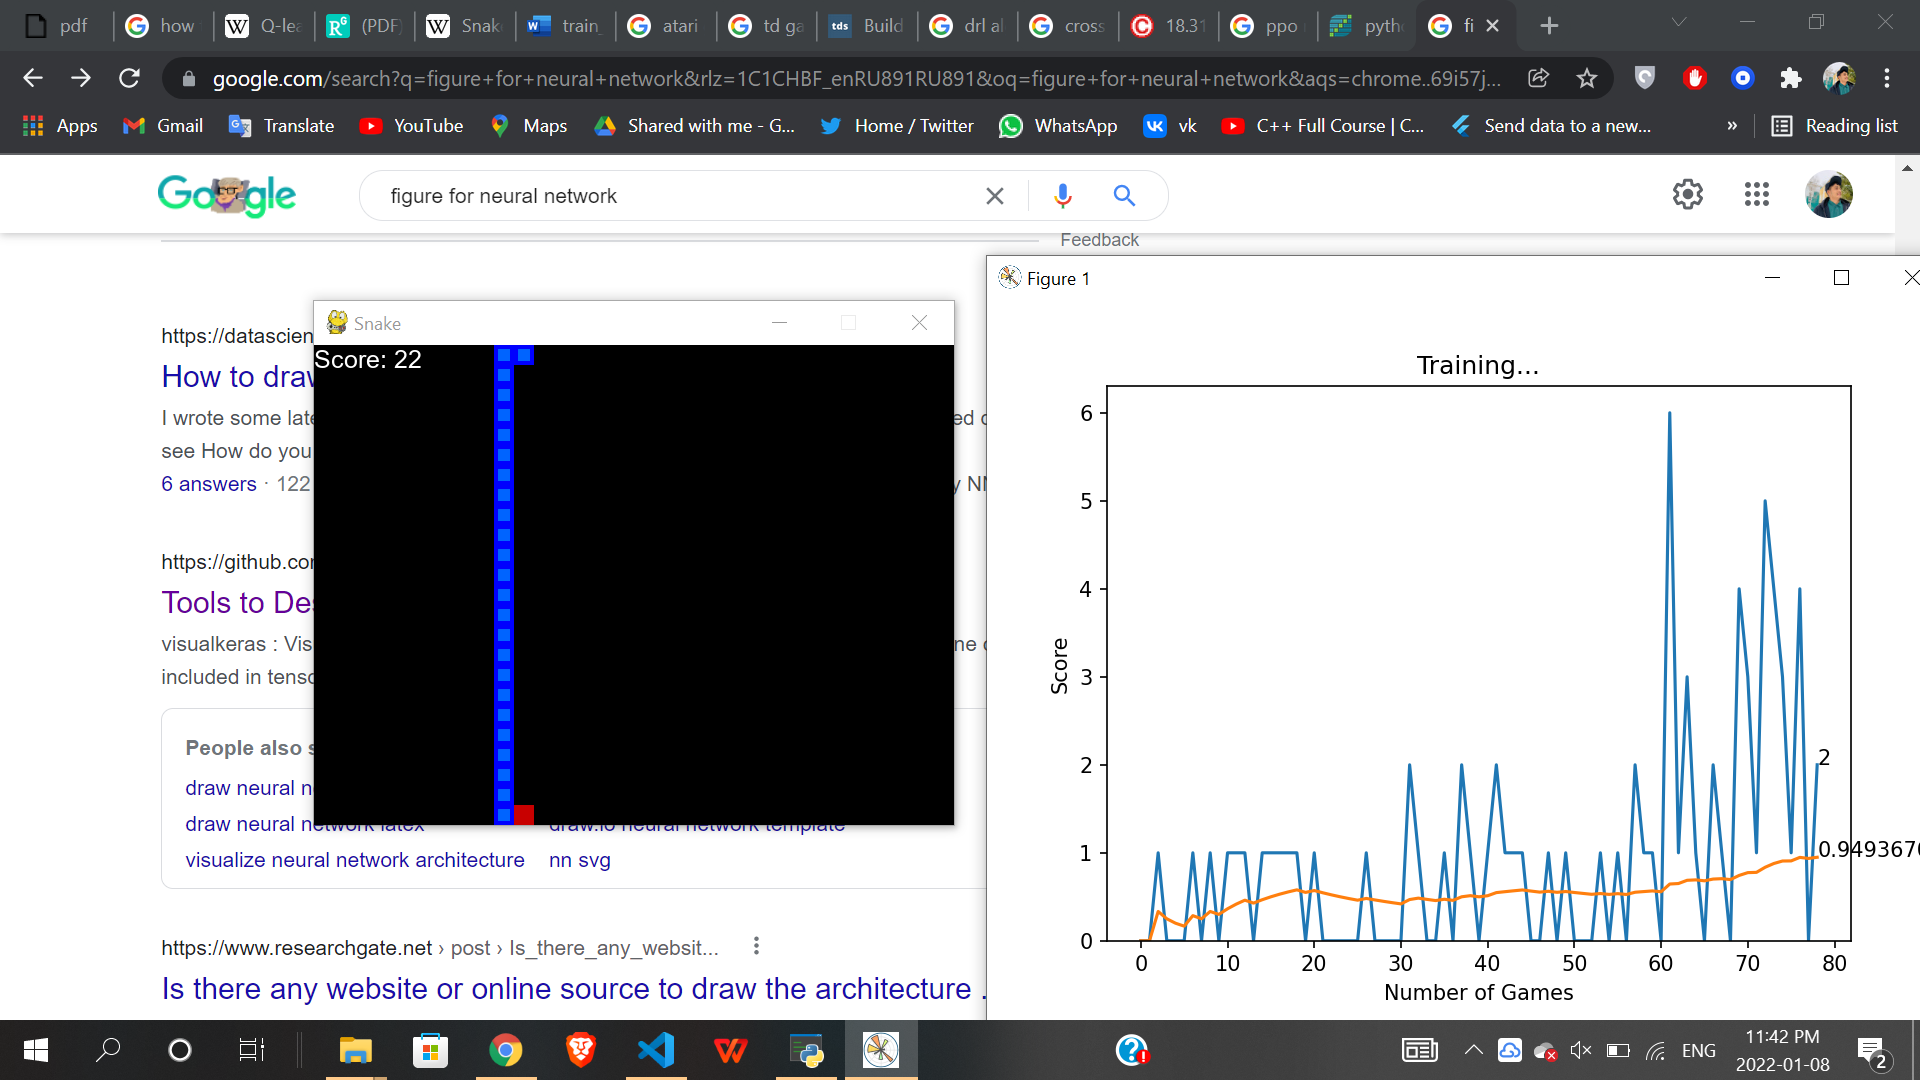 pdf
how
Q-lea
(PDF)
Snak
train_
atari
td ga
Build
drl al
cross
18.31
ppo
pyth
fi
google.com/search?q=figure+for+neural+network&rlz=1C1CHBF_enRU891RU891&oq=figure+for+neural+network&aqs=chrome..69i57j...
Apps
Gmail
Translate
YouTube
Maps
Shared with me - G...
Home / Twitter
WhatsApp
vk
C++ Full Course | C...
Send data to a new...
»
Reading list
Google
figure for neural network
Feedback
https://datascien
How to draw
I wrote some late
see How do you
6 answers · 122
https://github.com
Tools to Des
visualkeras : Vis
included in tenso
People also s
draw neural n
draw neural network latex
draw.io neural network template
visualize neural network architecture
nn svg
https://www.researchgate.net › post › Is_there_any_websit...
Is there any website or online source to draw the architecture .
Snake
Score: 22
Figure 1
Training...
Score
6
5
4
3
2
1
0
2
0.9493670
0 10 20 30 40 50 60 70 80
Number of Games
ENG
11:42 PM
2022-01-08
2